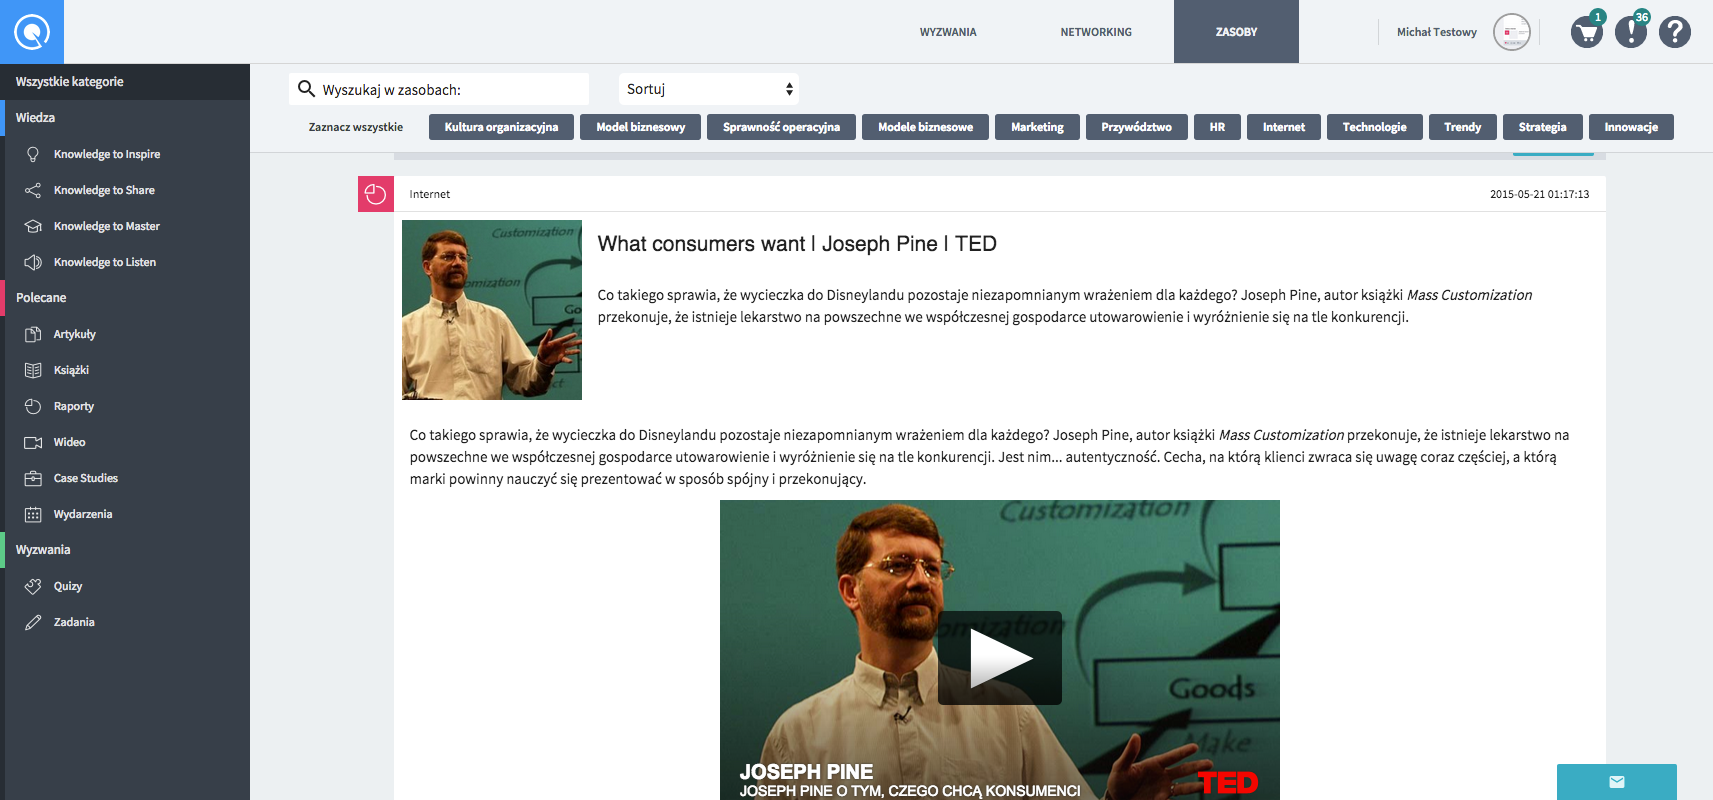 WYZWANIA
NETWORKING
ZASOBY
Michał Testowy
1
36
?
Wszystkie kategorie
Wiedza
Knowledge to Inspire
Knowledge to Share
Knowledge to Master
Knowledge to Listen
Polecane
Artykuły
Książki
Raporty
Wideo
Case Studies
Wydarzenia
Wyzwania
Quizy
Zadania
Wyszukaj w zasobach:
Sortuj
Zaznacz wszystkie
Kultura organizacyjna
Model biznesowy
Sprawność operacyjna
Modele biznesowe
Marketing
Przywództwo
HR
Internet
Technologie
Trendy
Strategia
Innowacje
Internet
2015-05-21 01:17:13
Customization
What consumers want | Joseph Pine | TED
Co takiego sprawia, że wycieczka do Disneylandu pozostaje niezapomnianym wrażeniem dla każdego? Joseph Pine, autor książki Mass Customization
przekonuje, że istnieje lekarstwo na powszechne we współczesnej gospodarce utowarowienie i wyróżnienie się na tle konkurencji.
Co takiego sprawia, że wycieczka do Disneylandu pozostaje niezapomnianym wrażeniem dla każdego? Joseph Pine, autor książki Mass Customization przekonuje, że istnieje lekarstwo na
powszechne we współczesnej gospodarce utowarowienie i wyróżnienie się na tle konkurencji. Jest nim... autentyczność. Cecha, na którą klienci zwraca się uwagę coraz częściej, a którą
marki powinny nauczyć się prezentować w sposób spójny i przekonujący.
Customization
Goods
Make
JOSEPH PINE
JOSEPH PINE O TYM, CZEGO CHCĄ KONSUMENCI
TED